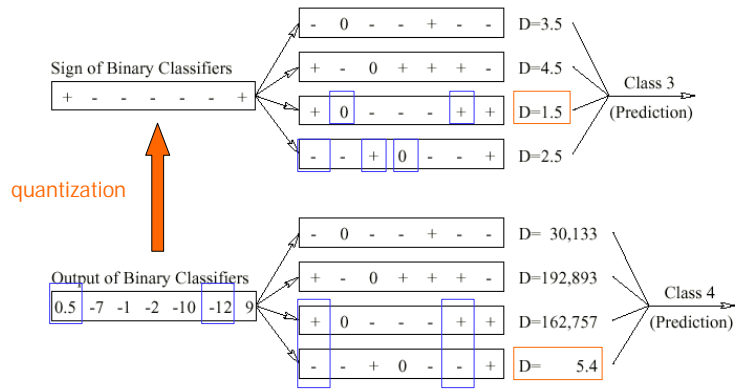 - 0 - - + - - D=3.5
Sign of Binary Classifiers
+ - 0 + + + - D=4.5
+ - - - - - +
+ 0 - - - + + D=1.5
Class 3
(Prediction)
- - + 0 - - + D=2.5
quantization
- 0 - - + - - D= 30,133
Output of Binary Classifiers
+ - 0 + + + - D=192,893
0.5 -7 -1 -2 -10 -12 9
+ 0 - - - + + D=162,757
Class 4
(Prediction)
- - + 0 - - + D= 5.4